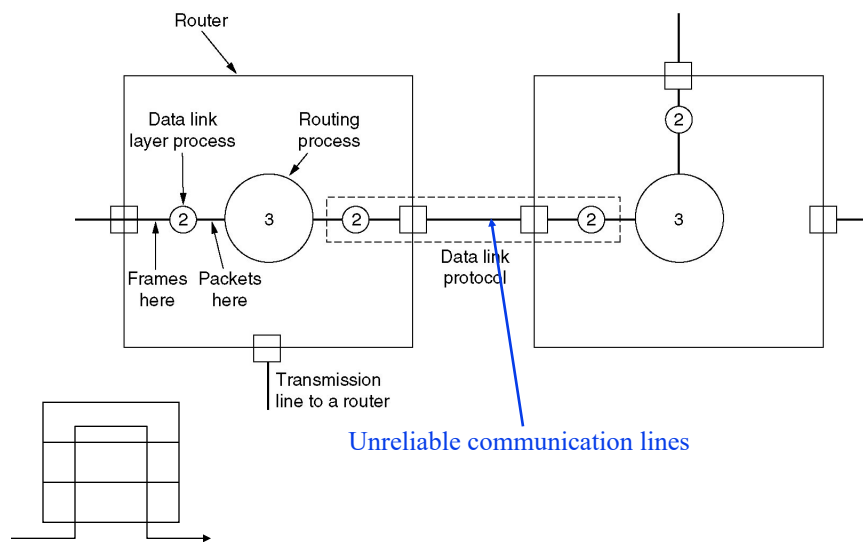 Router
Data link
layer process
Routing
process
2
2
3
2
2
3
Frames
here
Packets
here
Data link
protocol
Transmission
line to a router
Unreliable communication lines